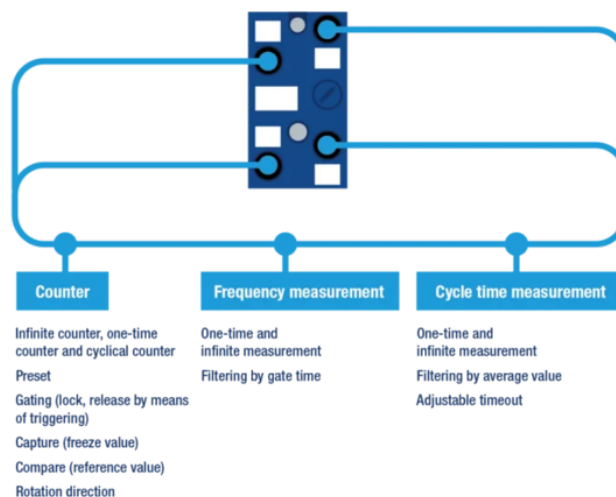 Counter
Infinite counter, one-time
counter and cyclical counter
Preset
Gating (lock, release by means
of triggering)
Capture (freeze value)
Compare (reference value)
Rotation direction
Frequency measurement
One-time and
infinite measurement
Filtering by gate time
Cycle time measurement
One-time and
infinite measurement
Filtering by average value
Adjustable timeout